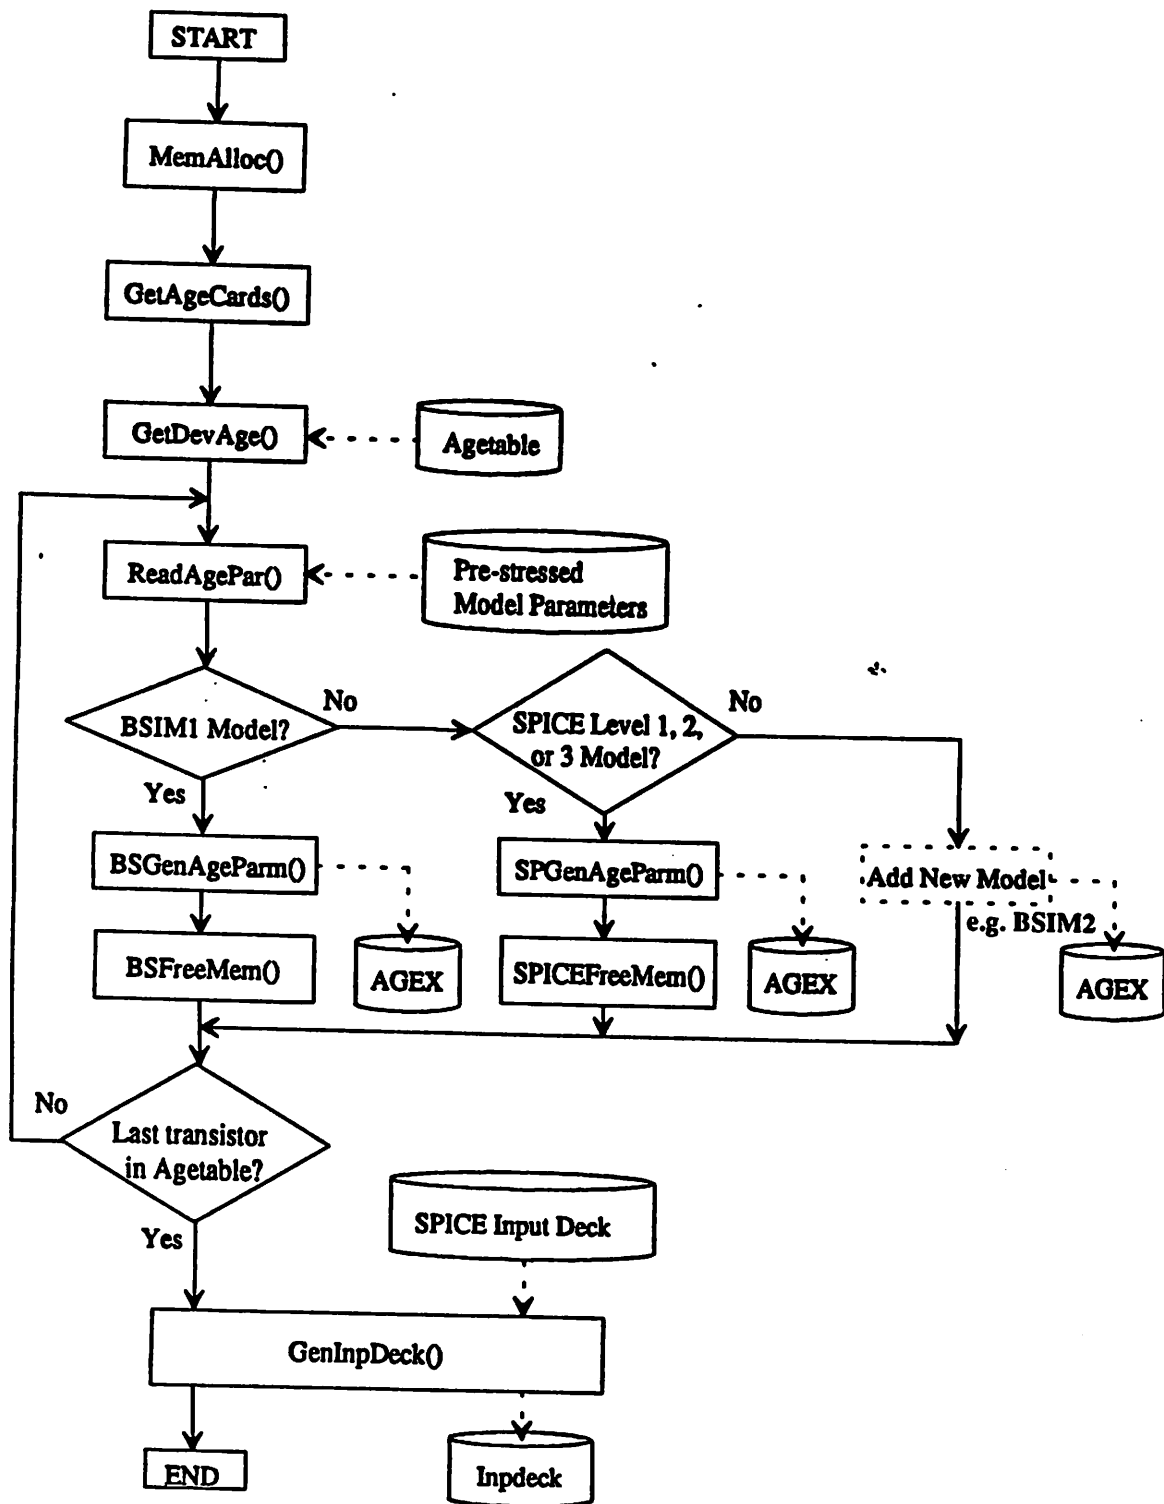 START
MemAlloc()
GetAgeCards()
GetDevAge()
Agetable
ReadAgePar()
Pre-stressed
Model Parameters
BSIM1 Model?
No
SPICE Level 1, 2,
or 3 Model?
No
Yes
Yes
BSGenAgeParm()
SPGenAgeParm()
Add New Model
e.g. BSIM2
BSFreeMem()
AGEX
SPICEFreeMem()
AGEX
AGEX
No
Last transistor
in Agetable?
Yes
SPICE Input Deck
GenInpDeck()
END
Inpdeck